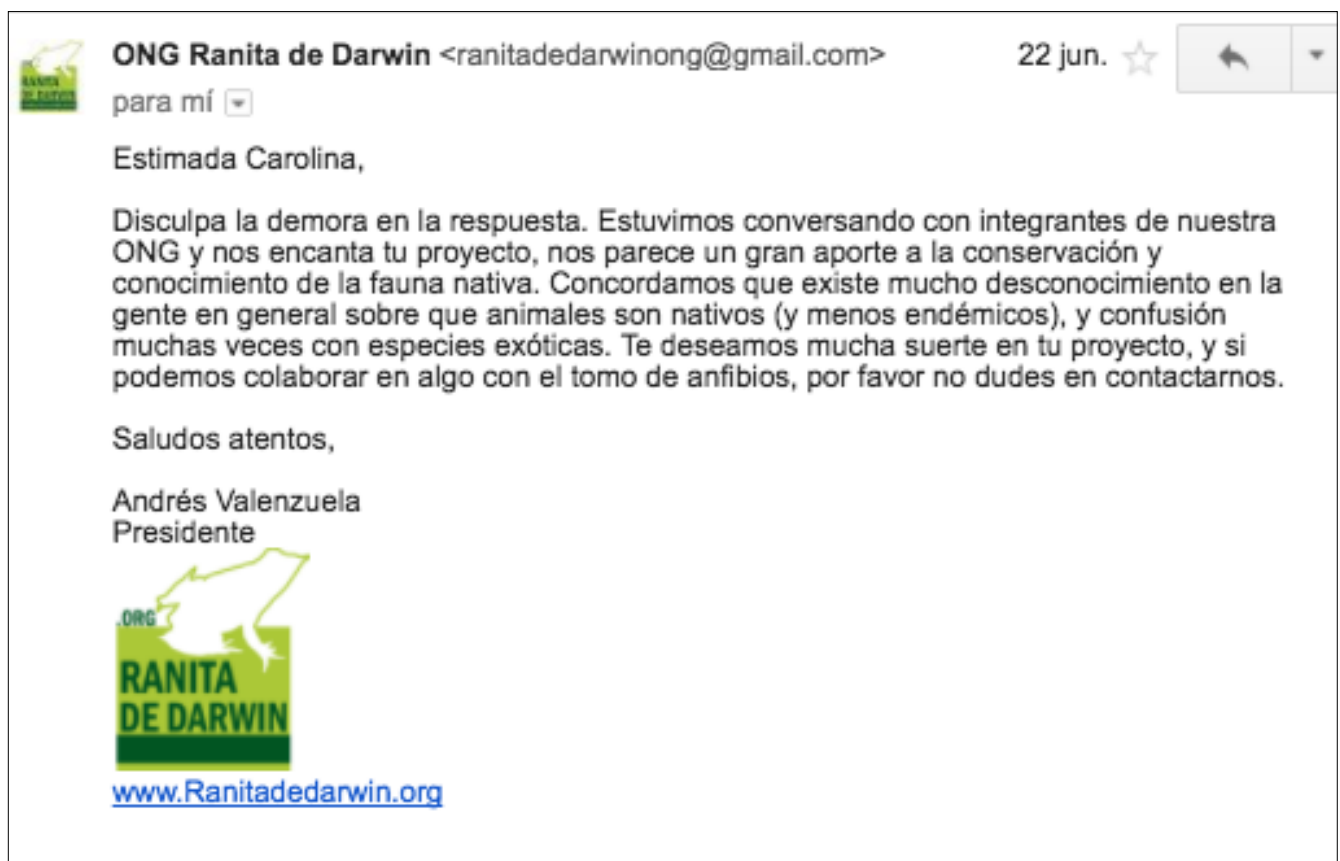 ONG Ranita de Darwin <ranitadedarwinong@gmail.com> 22 jun.
para mí
Estimada Carolina,
Disculpa la demora en la respuesta. Estuvimos conversando con integrantes de nuestra
ONG y nos encanta tu proyecto, nos parece un gran aporte a la conservación y
conocimiento de la fauna nativa. Concordamos que existe mucho desconocimiento en la
gente en general sobre que animales son nativos (y menos endémicos), y confusión
muchas veces con especies exóticas. Te deseamos mucha suerte en tu proyecto, y si
podemos colaborar en algo con el tomo de anfibios, por favor no dudes en contactarnos.
Saludos atentos,
Andrés Valenzuela
Presidente
.ORG
RANITA
DE DARWIN
www.Ranitadedarwin.org